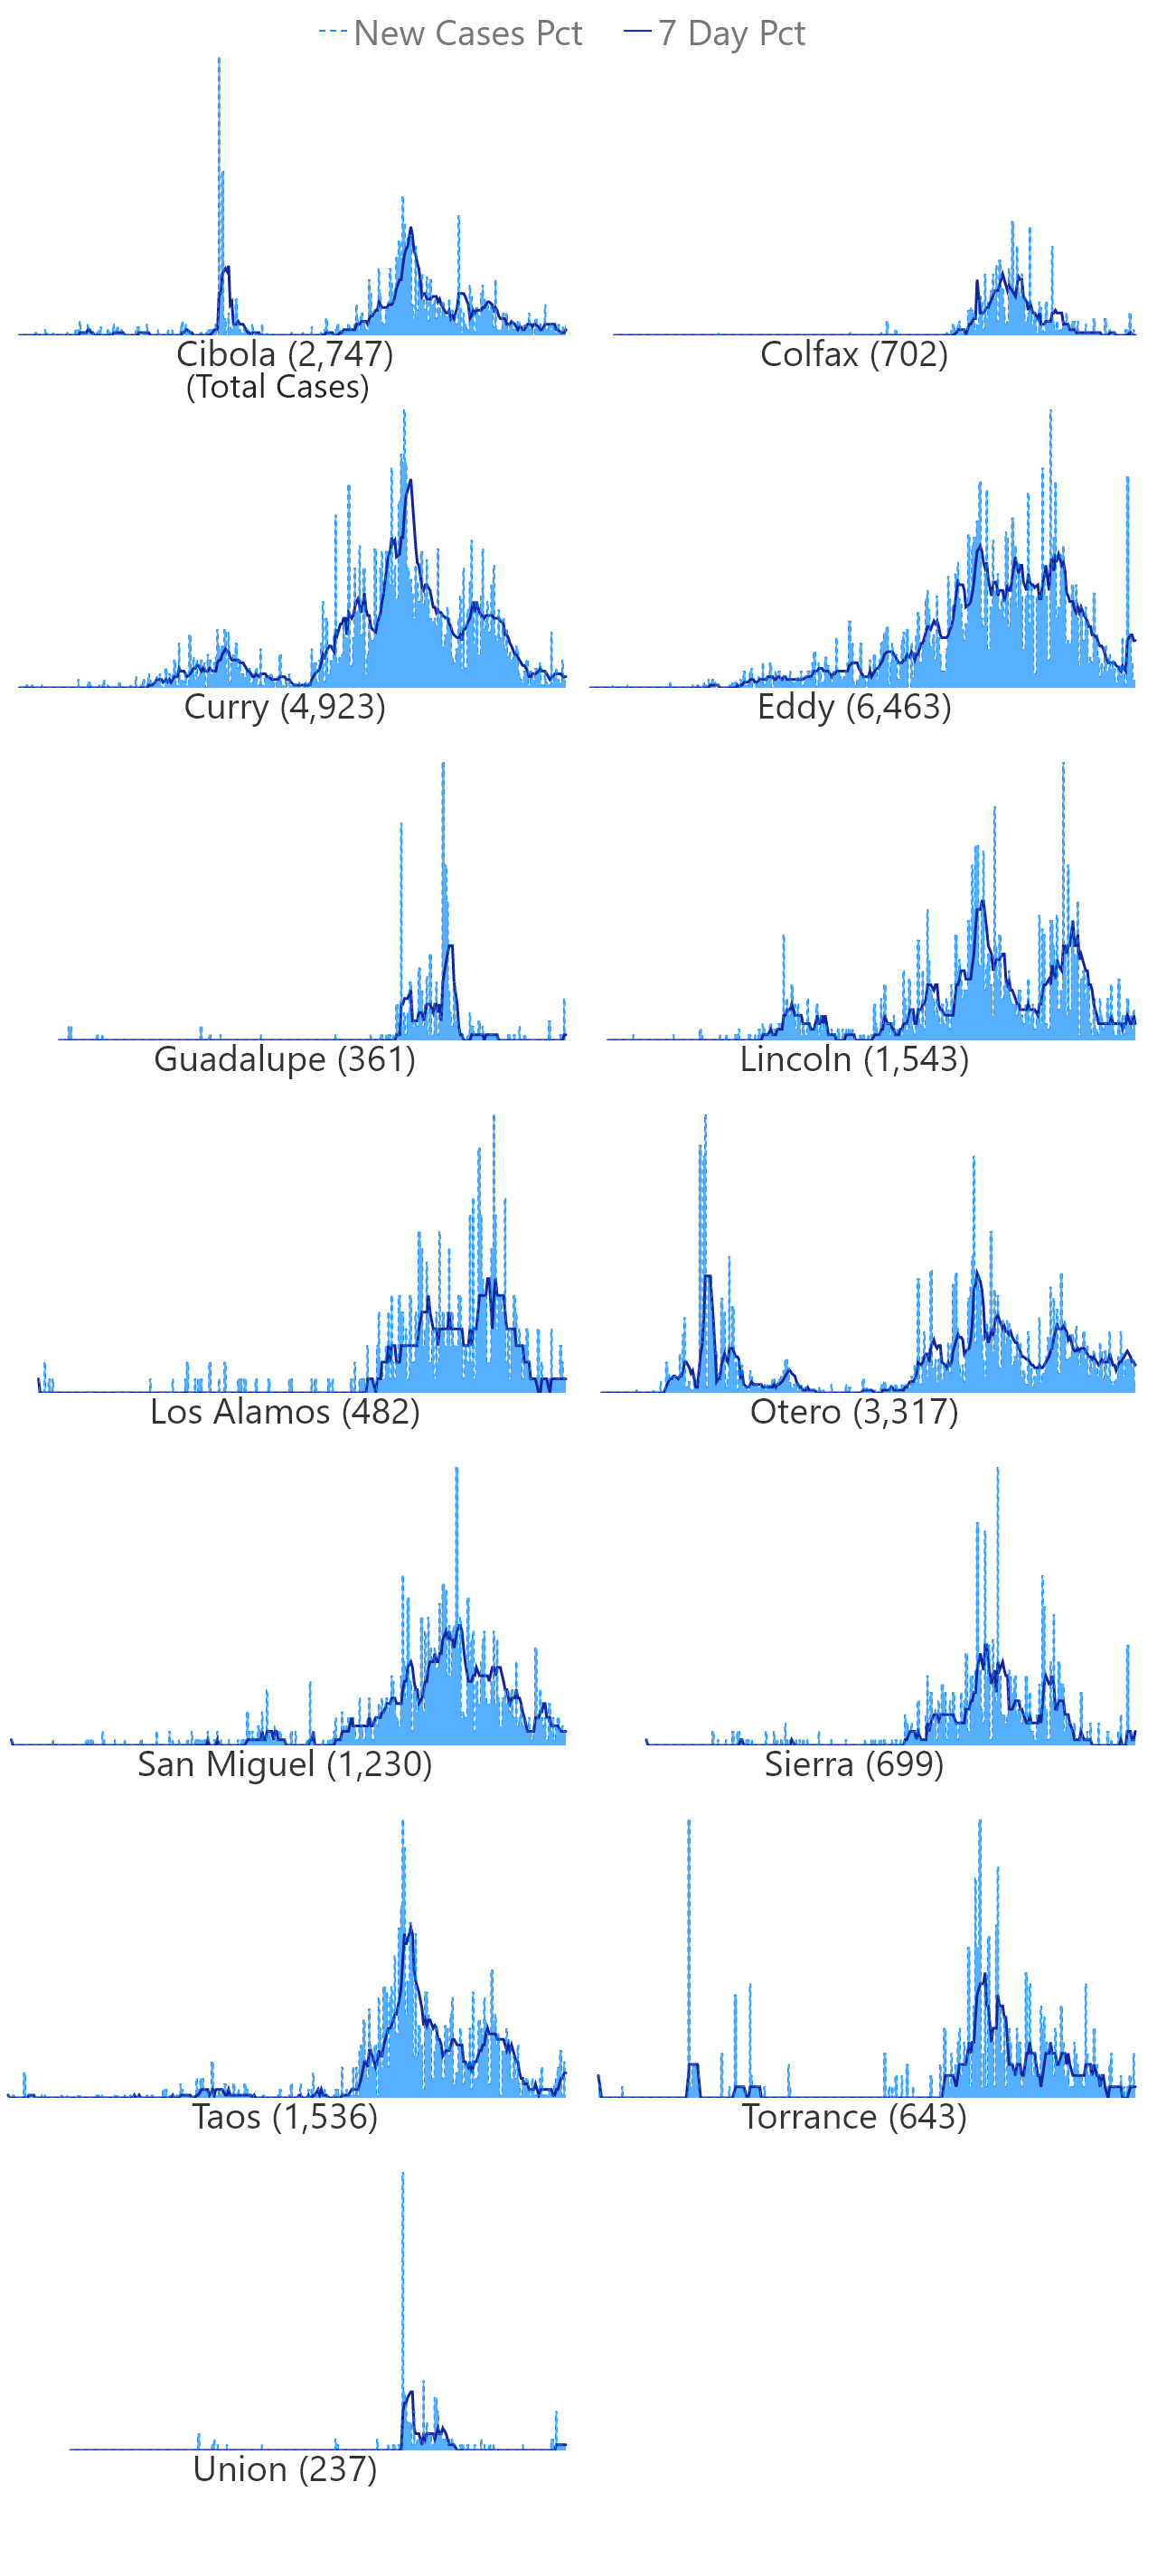 New Cases Pct 7 Day Pct
Cibola (2,747)
(Total Cases)
Colfax (702)
Curry (4,923)
Eddy (6,463)
Guadalupe (361)
Lincoln (1,543)
Los Alamos (482)
Otero (3,317)
San Miguel (1,230)
Sierra (699)
Taos (1,536)
Torrance (643)
Union (237)